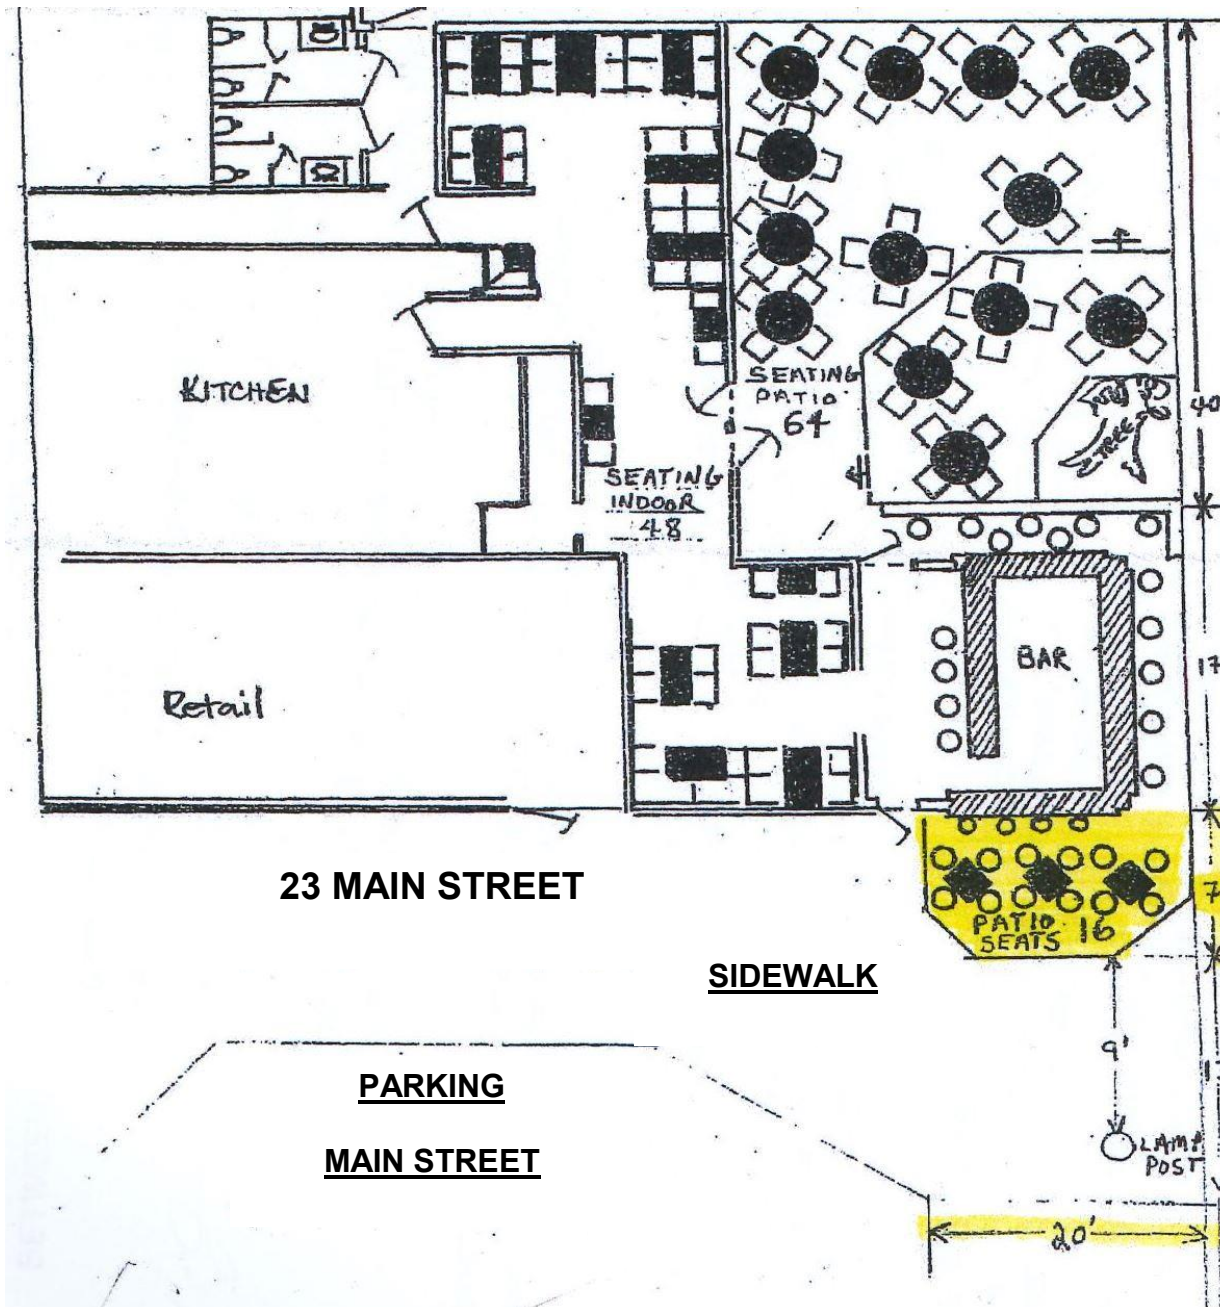 KITCHEN
SEATING
PATIO
64
40
TREE
SEATING
INDOOR
48
BAR
17
Retail
23 MAIN STREET
7
PATIO 16
SEATS
SIDEWALK
9'
PARKING
LAMP
POST
MAIN STREET
20'